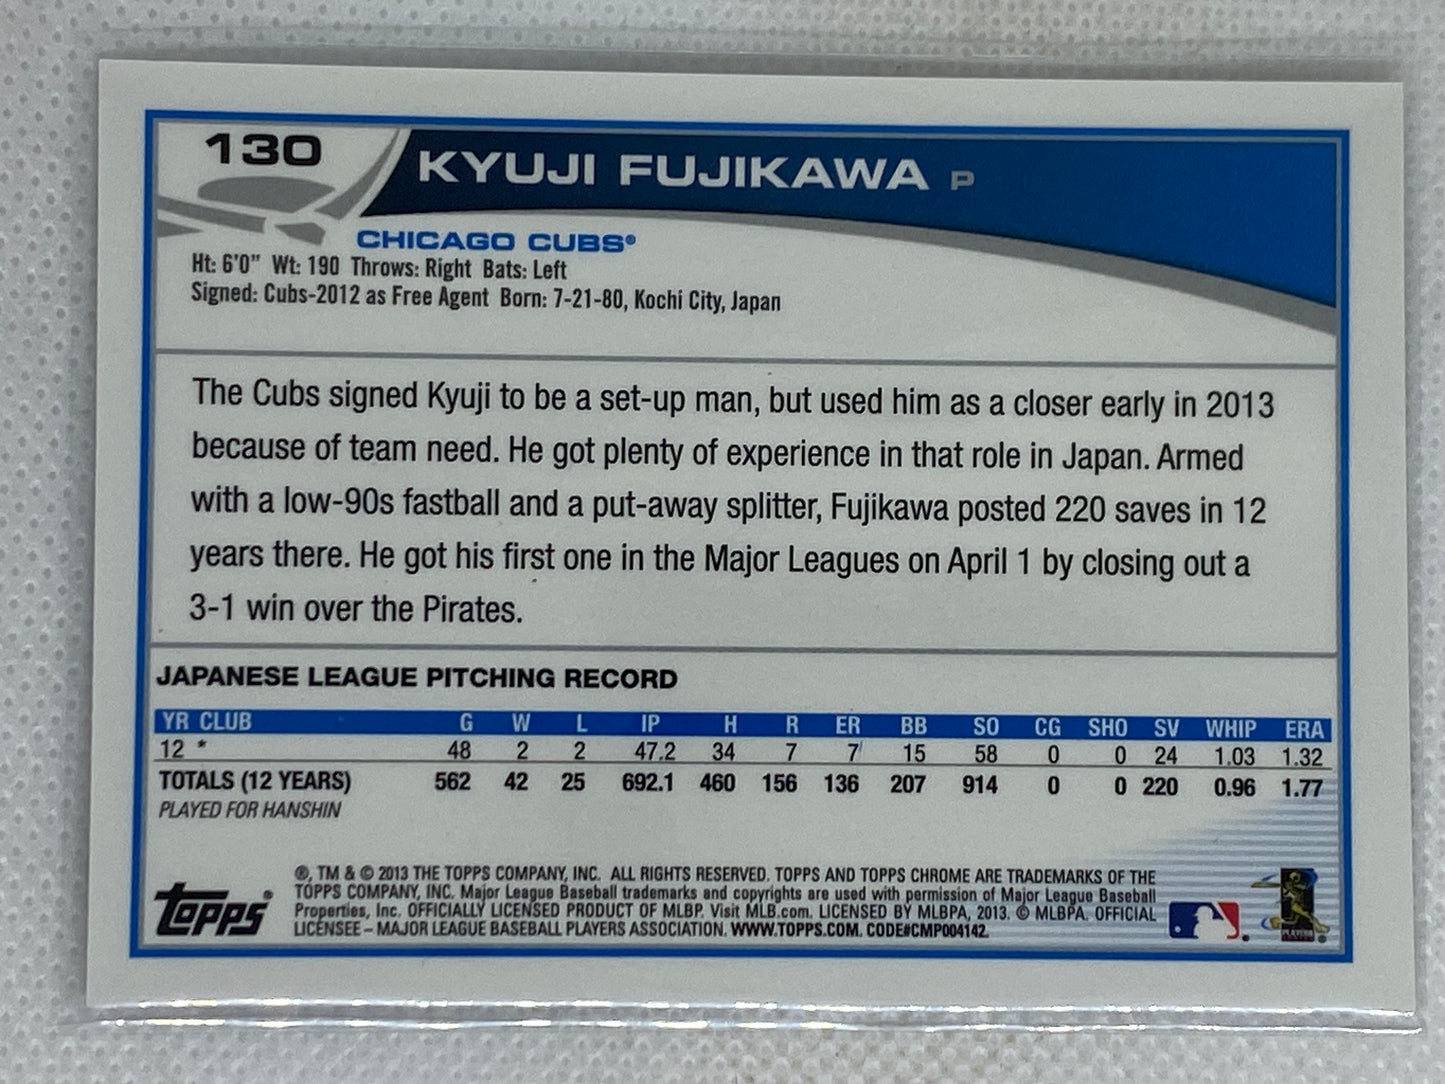 130
KYUJI FUJIKAWA P
CHICAGO CUBS®
Ht: 6'0" Wt: 190 Throws: Right Bats: Left
Signed: Cubs-2012 as Free Agent Born: 7-21-80, Kochi City, Japan
The Cubs signed Kyuji to be a set-up man, but used him as a closer early in 2013
because of team need. He got plenty of experience in that role in Japan. Armed
with a low-90s fastball and a put-away splitter, Fujikawa posted 220 saves in 12
years there. He got his first one in the Major Leagues on April 1 by closing out a
3-1 win over the Pirates.
JAPANESE LEAGUE PITCHING RECORD
YR CLUB G W L IP H R ER BB SO CG SHO SV WHIP ERA
12 * 48 2 2 47.2 34 7 7 15 58 0 0 24 1.03 1.32
TOTALS (12 YEARS) 562 42 25 692.1 460 156 136 207 914 0 0 220 0.96 1.77
PLAYED FOR HANSHIN
Topps®
®, TM & © 2013 THE TOPPS COMPANY, INC. ALL RIGHTS RESERVED. TOPPS AND TOPPS CHROME ARE TRADEMARKS OF THE
TOPPS COMPANY, INC. Major League Baseball trademarks and copyrights are used with permission of Major League Baseball
Properties, Inc. OFFICIALLY LICENSED PRODUCT OF MLBP. Visit MLB.com. LICENSED BY MLBPA, 2013. © MLBPA. OFFICIAL
LICENSEE – MAJOR LEAGUE BASEBALL PLAYERS ASSOCIATION. WWW.TOPPS.COM. CODE#CMP004142.
PLAYERS